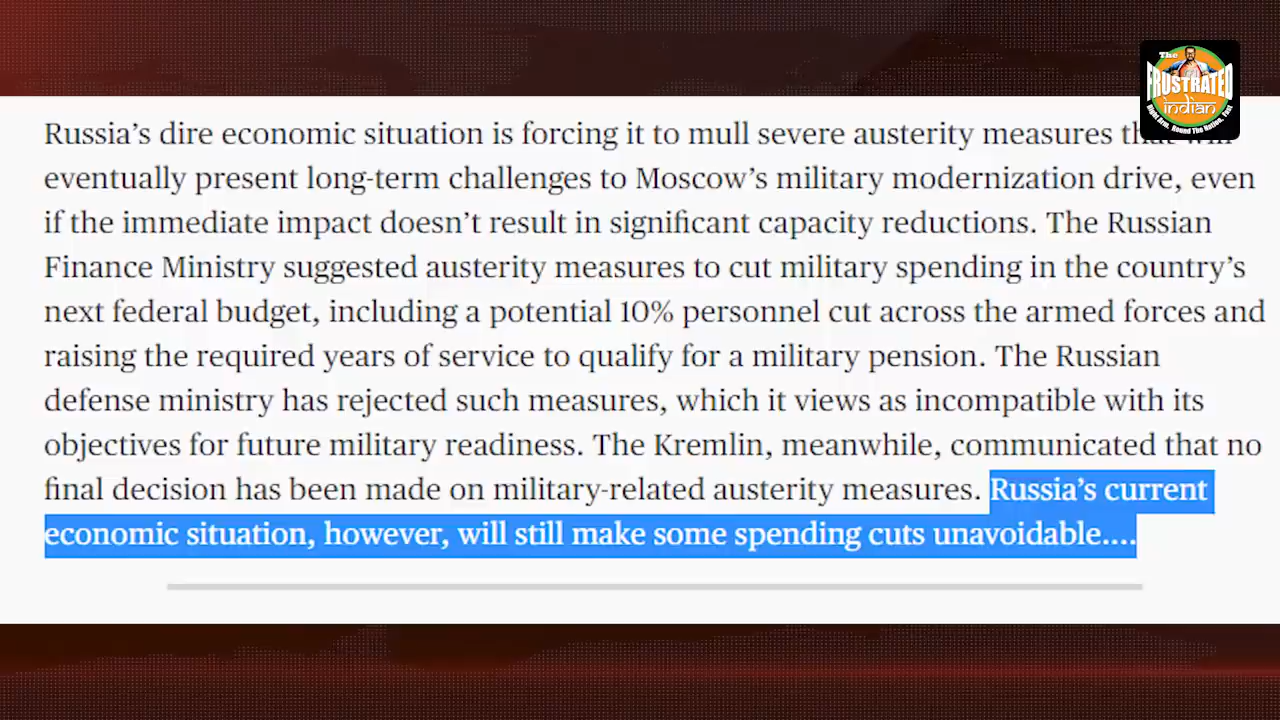 The
FRUSTRATED
indian
Right Arm. Round The Nation. Fast
Russia’s dire economic situation is forcing it to mull severe austerity measures that will
eventually present long-term challenges to Moscow’s military modernization drive, even
if the immediate impact doesn’t result in significant capacity reductions. The Russian
Finance Ministry suggested austerity measures to cut military spending in the country’s
next federal budget, including a potential 10% personnel cut across the armed forces and
raising the required years of service to qualify for a military pension. The Russian
defense ministry has rejected such measures, which it views as incompatible with its
objectives for future military readiness. The Kremlin, meanwhile, communicated that no
final decision has been made on military-related austerity measures. Russia’s current
economic situation, however, will still make some spending cuts unavoidable....